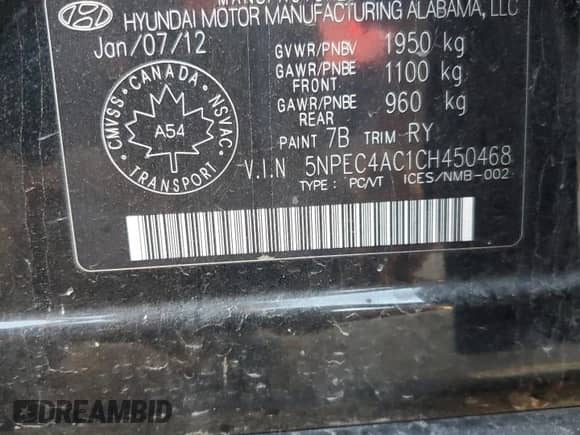 HYUNDAI MOTOR MANUFACTURING ALABAMA, LLC
Jan/07/12
GVWR/PNBV 1950 kg
GAWR/PNBE FRONT 1100 kg
GAWR/PNBE REAR 960 kg
PAINT 7B TRIM RY
CANADA
CMVSS
NSVAC
A54
V.I.N 5NPEC4AC1CH450468
TYPE: PC/VT ICES/NMB-002
DREAMBID